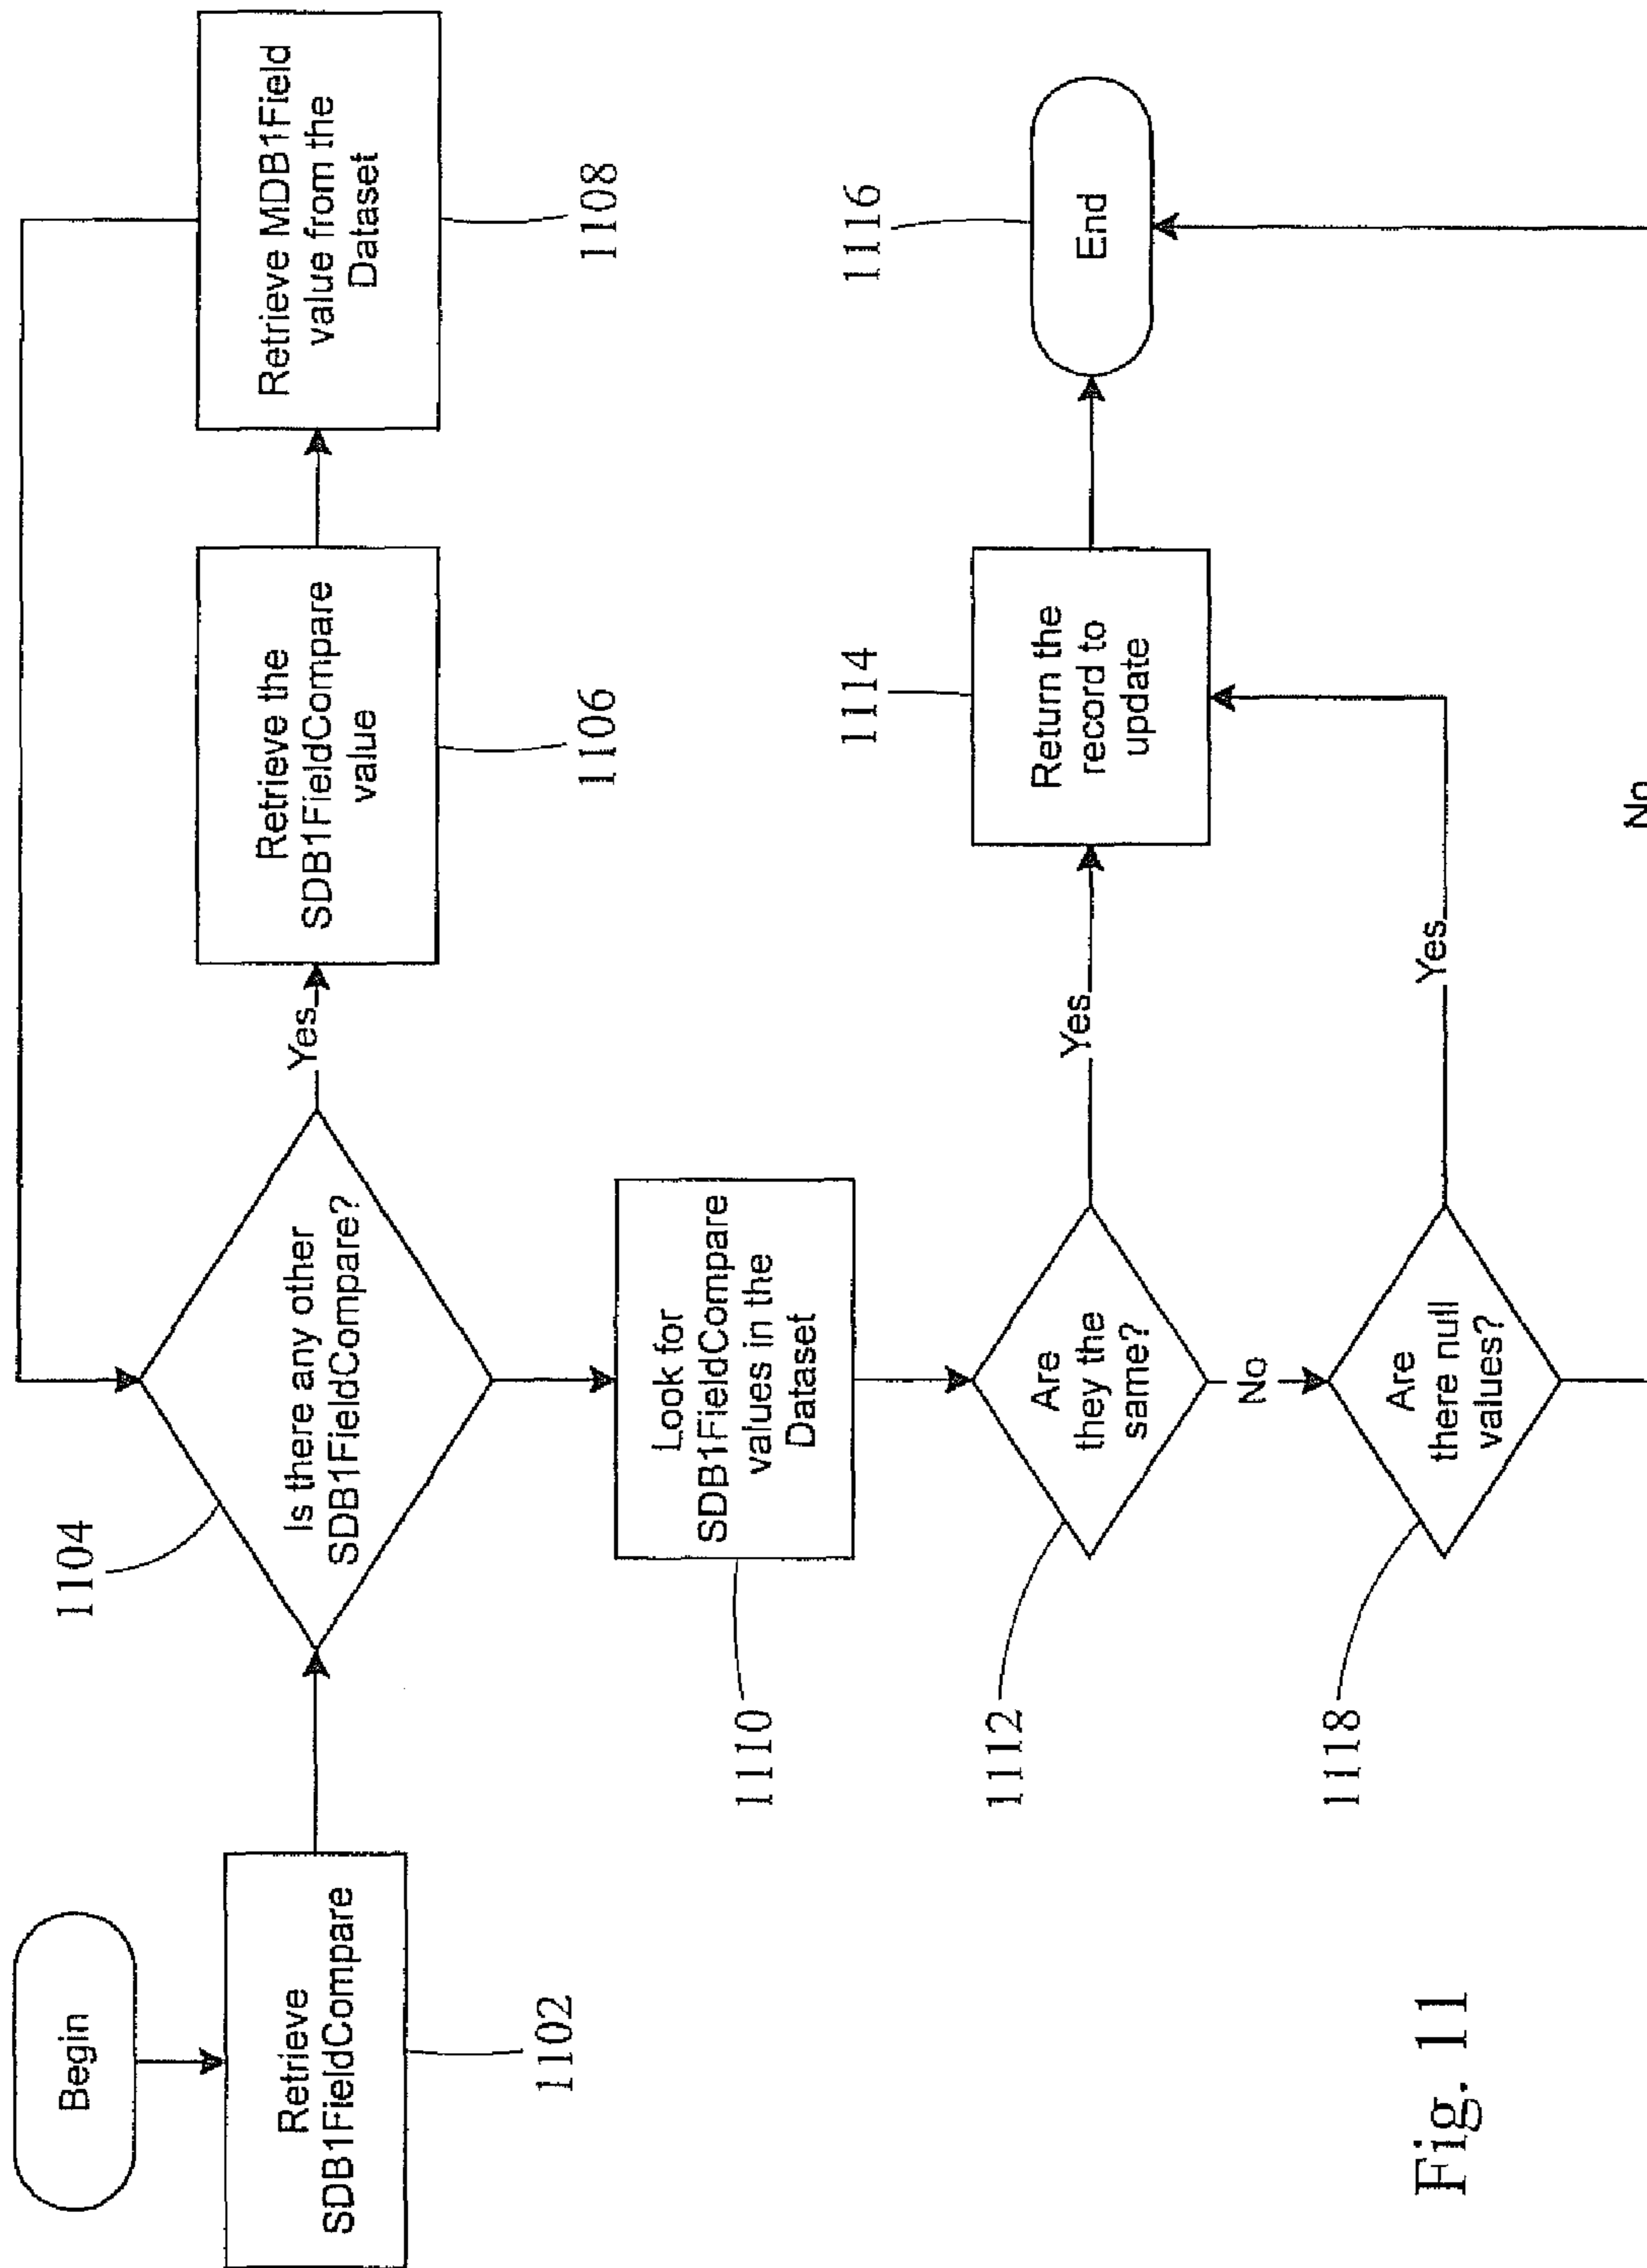 Begin
Retrieve
SDB1FieldCompare
1102
1104
Is there any other
SDB1FieldCompare?
Yes
Retrieve the
SDB1FieldCompare
value
1106
Retrieve MDB1Field
value from the
Dataset
1108
Look for
SDB1FieldCompare
values in the
Dataset
1110
Are
they the
same?
1112
Yes
Return the
record to
update
1114
End
1116
No
Are
there null
values?
1118
Yes
No
Fig. 11